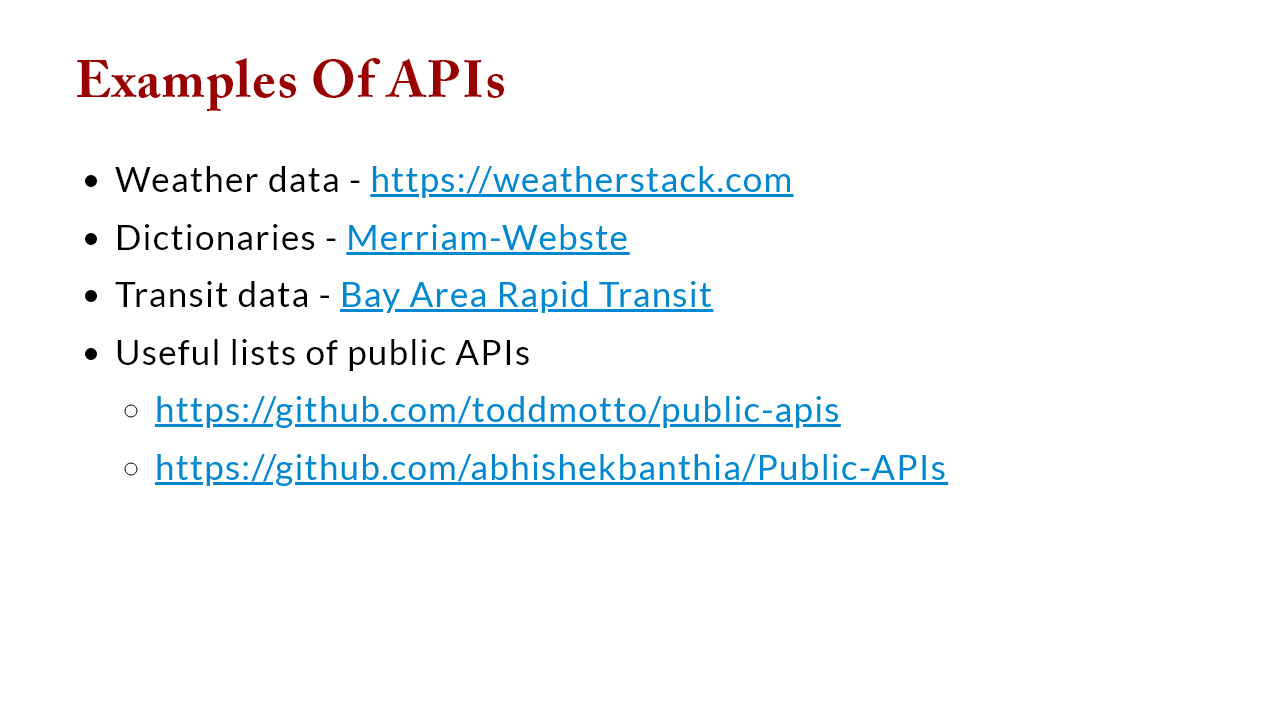 Examples Of APIs
• Weather data - https://weatherstack.com
• Dictionaries - Merriam-Webste
• Transit data - Bay Area Rapid Transit
• Useful lists of public APIs
○ https://github.com/toddmotto/public-apis
○ https://github.com/abhishekbanthia/Public-APIs